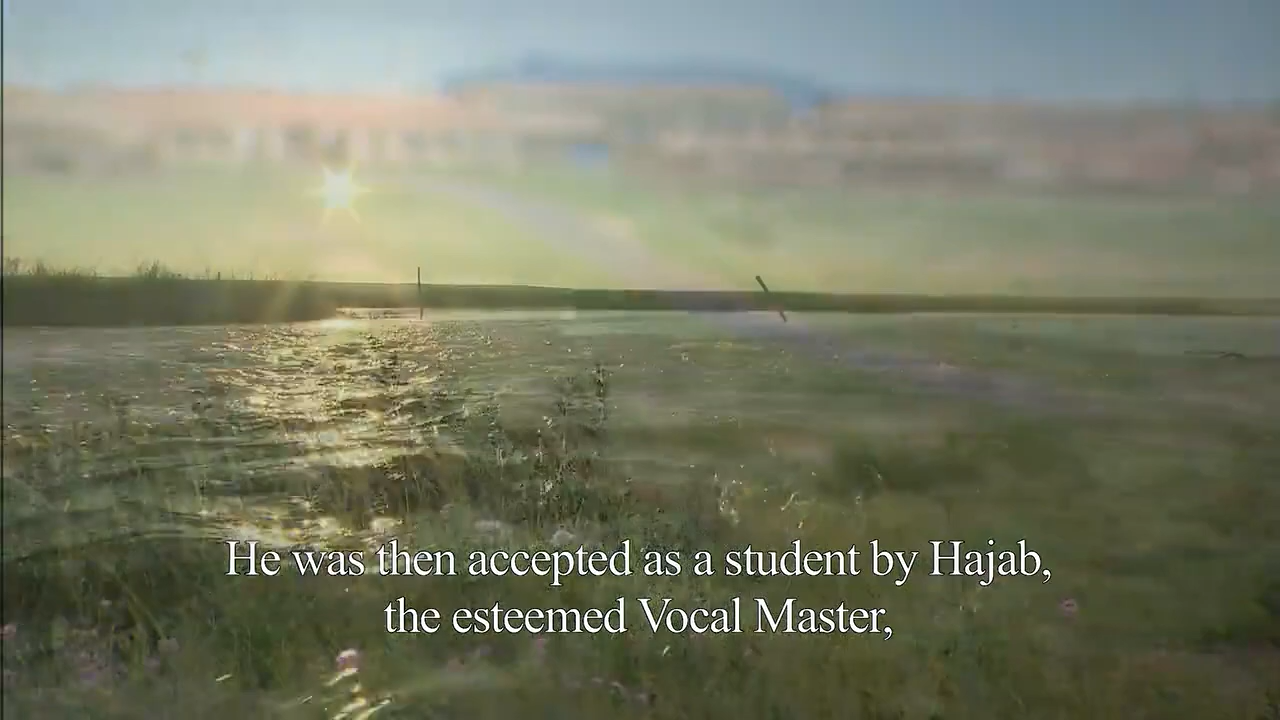 He was then accepted as a student by Hajab,
the esteemed Vocal Master,